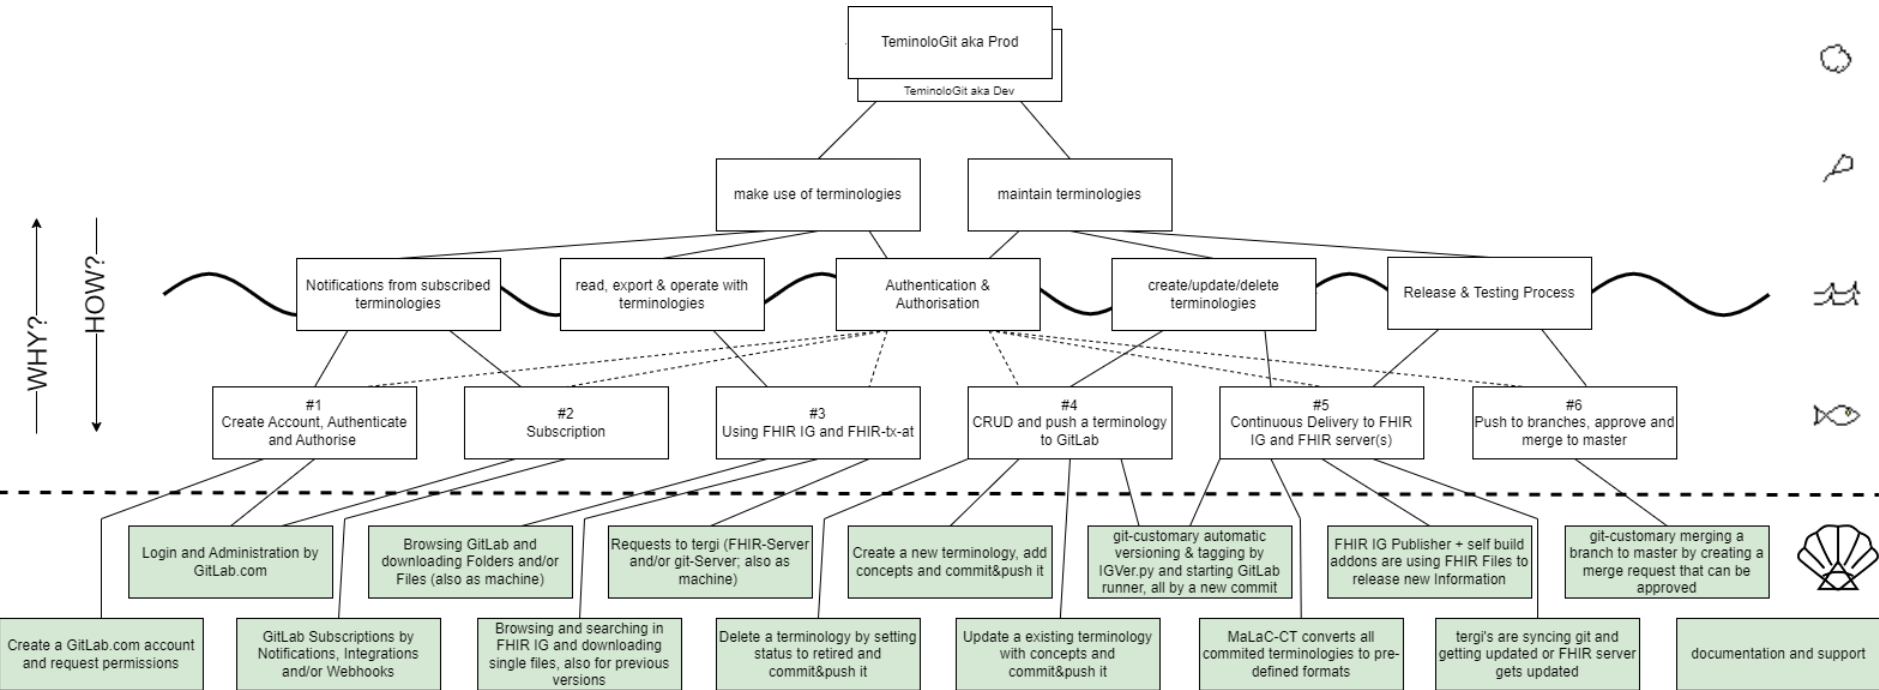 TeminoloGit aka Prod
TeminoloGit aka Dev
make use of terminologies
maintain terminologies
WHY?
HOW?
Notifications from subscribed
terminologies
read, export & operate with
terminologies
Authentication &
Authorisation
create/update/delete
terminologies
Release & Testing Process
#1
Create Account, Authenticate
and Authorise
#2
Subscription
#3
Using FHIR IG and FHIR-tx-at
#4
CRUD and push a terminology
to GitLab
#5
Continuous Delivery to FHIR
IG and FHIR server(s)
#6
Push to branches, approve and
merge to master
Login and Administration by
GitLab.com
Browsing GitLab and
downloading Folders and/or
Files (also as machine)
Requests to tergi (FHIR-Server
and/or git-Server; also as
machine)
Create a new terminology, add
concepts and commit&push it
git-customary automatic
versioning & tagging by
IGVer.py and starting GitLab
runner, all by a new commit
FHIR IG Publisher + self build
addons are using FHIR Files to
release new Information
git-customary merging a
branch to master by creating a
merge request that can be
approved
Create a GitLab.com account
and request permissions
GitLab Subscriptions by
Notifications, Integrations
and/or Webhooks
Browsing and searching in
FHIR IG and downloading
single files, also for previous
versions
Delete a terminology by setting
status to retired and
commit&push it
Update a existing terminology
with concepts and
commit&push it
MaLaC-CT converts all
commited terminologies to pre-
defined formats
tergi's are syncing git and
getting updated or FHIR server
gets updated
documentation and support